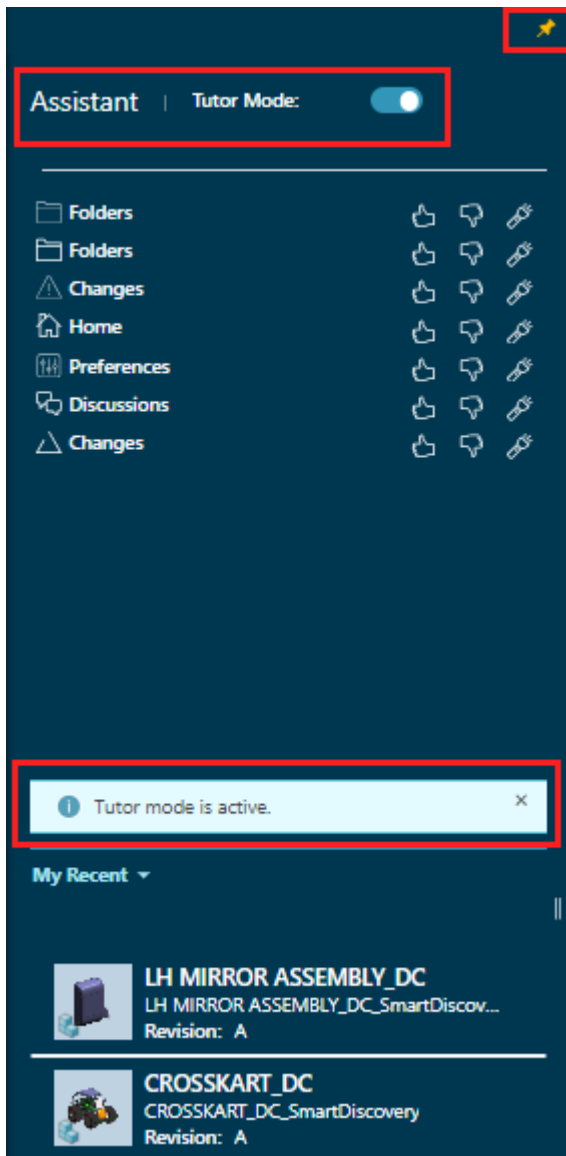 Assistant | Tutor Mode:
Folders
Folders
Changes
Home
Preferences
Discussions
Changes
Tutor mode is active.
My Recent
LH MIRROR ASSEMBLY_DC
LH MIRROR ASSEMBLY_DC_SmartDiscov...
Revision: A
CROSSKART_DC
CROSSKART_DC_SmartDiscovery
Revision: A